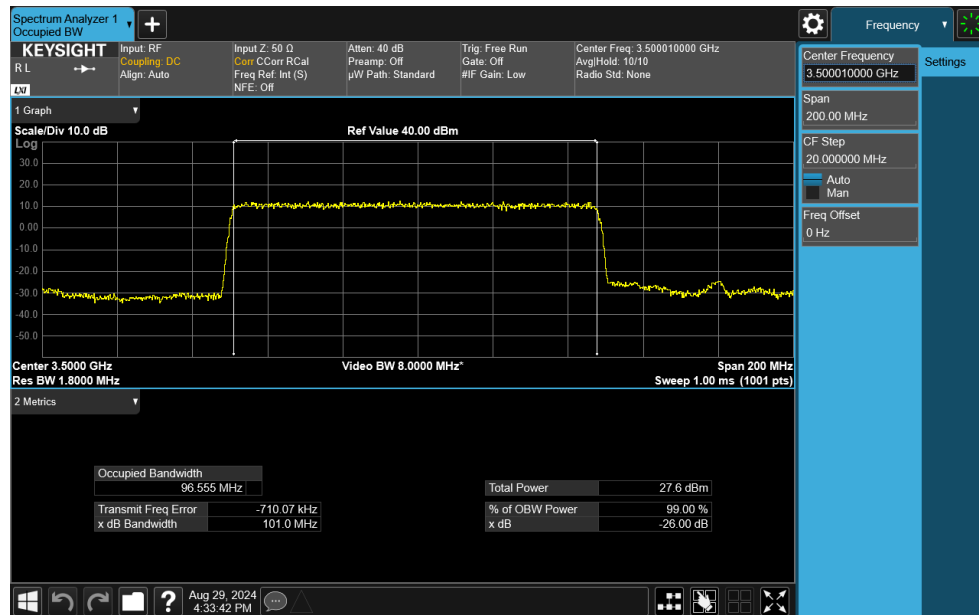 Spectrum Analyzer 1
Occupied BW
+
Frequency
KEYSIGHT
R L
LXI
Input: RF
Coupling: DC
Align: Auto
Input Z: 50 Ω
Corr CCorr RCal
Freq Ref: Int (S)
NFE: Off
Atten: 40 dB
Preamp: Off
µW Path: Standard
Trig: Free Run
Gate: Off
#IF Gain: Low
Center Freq: 3.500010000 GHz
Avg|Hold: 10/10
Radio Std: None
Center Frequency
3.500010000 GHz
Settings
Span
200.00 MHz
CF Step
20.000000 MHz
Auto
Man
Freq Offset
0 Hz
1 Graph
Scale/Div 10.0 dB
Ref Value 40.00 dBm
Log
30.0
20.0
10.0
0.00
-10.0
-20.0
-30.0
-40.0
-50.0
Center 3.5000 GHz
Video BW 8.0000 MHz*
Span 200 MHz
Res BW 1.8000 MHz
Sweep 1.00 ms (1001 pts)
2 Metrics
Occupied Bandwidth
96.555 MHz
Total Power 27.6 dBm
Transmit Freq Error -710.07 kHz
% of OBW Power 99.00 %
x dB Bandwidth 101.0 MHz
x dB -26.00 dB
?
Aug 29, 2024
4:33:42 PM